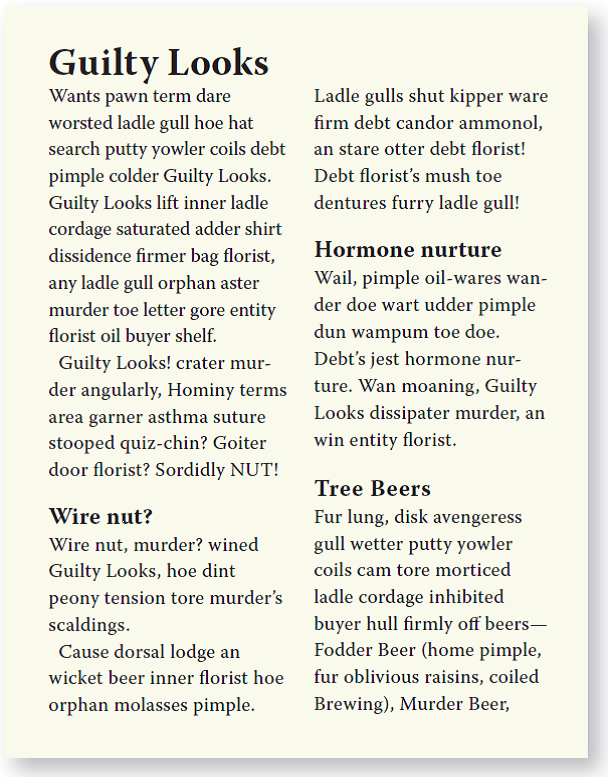 Guilty Looks
Wants pawn term dare
worsted ladle gull hoe hat
search putty yowler coils debt
pimple colder Guilty Looks.
Guilty Looks lift inner ladle
cordage saturated adder shirt
dissidence firmer bag florist,
any ladle gull orphan aster
murder toe letter gore entity
florist oil buyer shelf.
Guilty Looks! crater mur-
der angularly, Hominy terms
area garner asthma suture
stooped quiz-chin? Goiter
door florist? Sordidly NUT!
Wire nut?
Wire nut, murder? wined
Guilty Looks, hoe dint
peony tension tore murder's
scaldings.
Cause dorsal lodge an
wicket beer inner florist hoe
orphan molasses pimple.
Ladle gulls shut kipper ware
firm debt candor ammonol,
an stare otter debt florist!
Debt florist's mush toe
dentures furry ladle gull!
Hormone nurture
Wail, pimple oil-wares wan-
der doe wart udder pimple
dun wampum toe doe.
Debt's jest hormone nur-
ture. Wan moaning, Guilty
Looks dissipater murder, an
win entity florist.
Tree Beers
Fur lung, disk avengeress
gull wetter putty yowler
coils cam tore morticed
ladle cordage inhibited
buyer hull firmly off beers—
Fodder Beer (home pimple,
fur oblivious raisins, coiled
Brewing), Murder Beer,